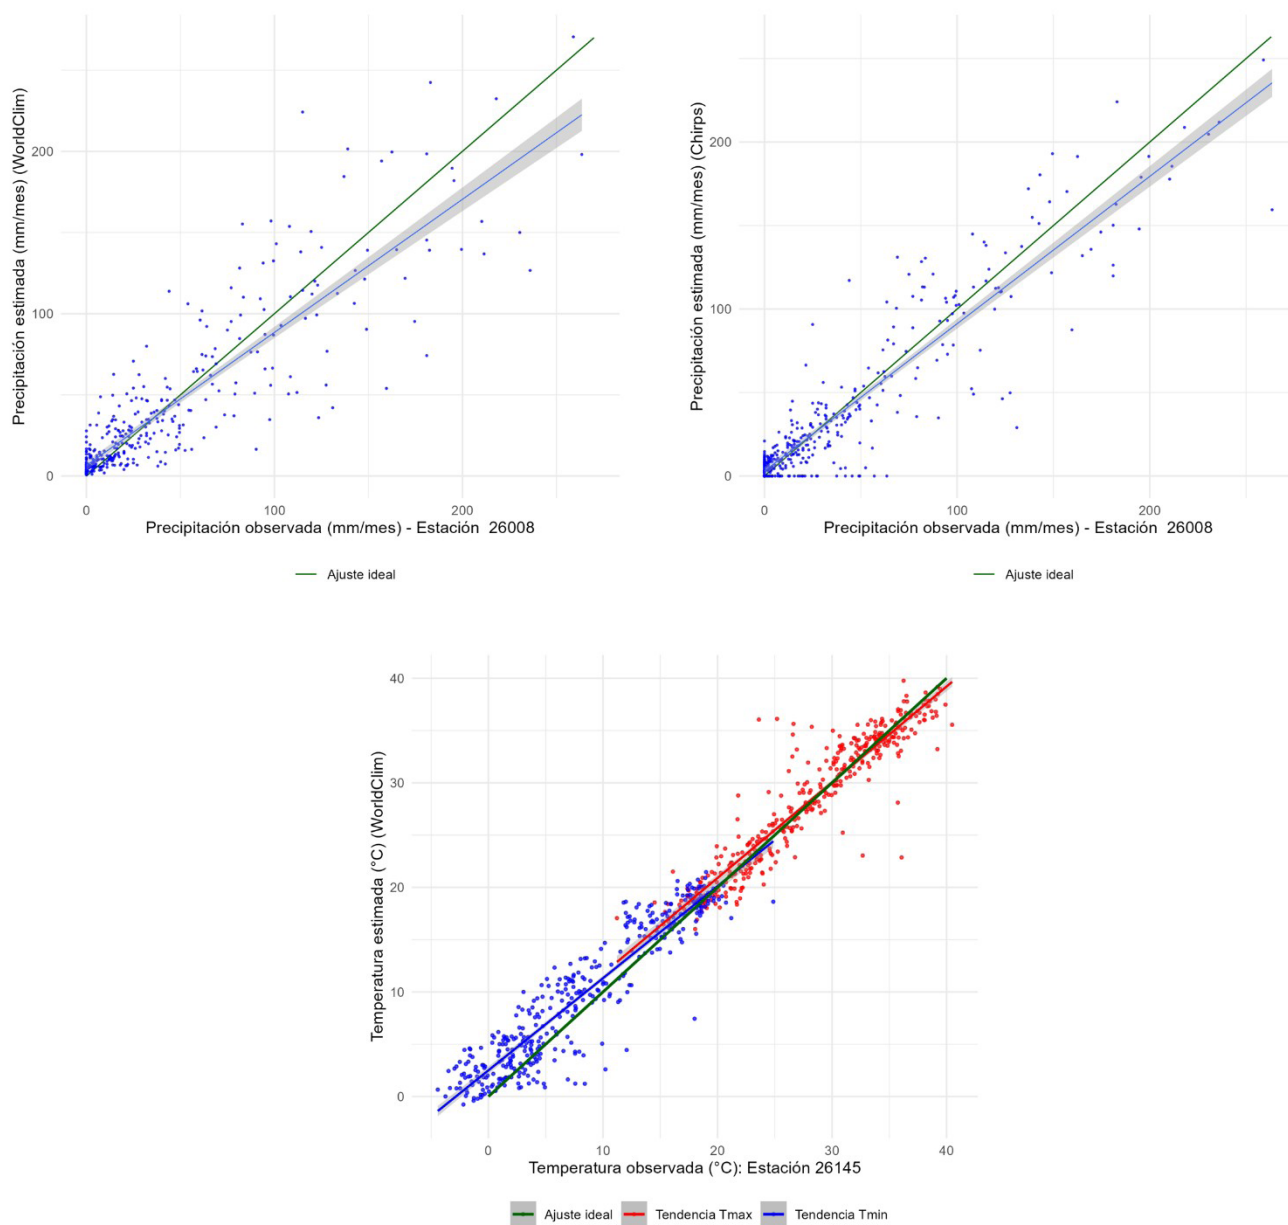 Precipitación estimada (mm/mes) (WorldClim)
200
100
0
0 100 200
Precipitación observada (mm/mes) - Estación  26008
Ajuste ideal
Precipitación estimada (mm/mes) (Chirps)
200
100
0
0 100 200
Precipitación observada (mm/mes) - Estación  26008
Ajuste ideal
Temperatura estimada (°C) (WorldClim)
40
30
20
10
0
0 10 20 30 40
Temperatura observada (°C): Estación 26145
Ajuste ideal Tendencia Tmax Tendencia Tmin